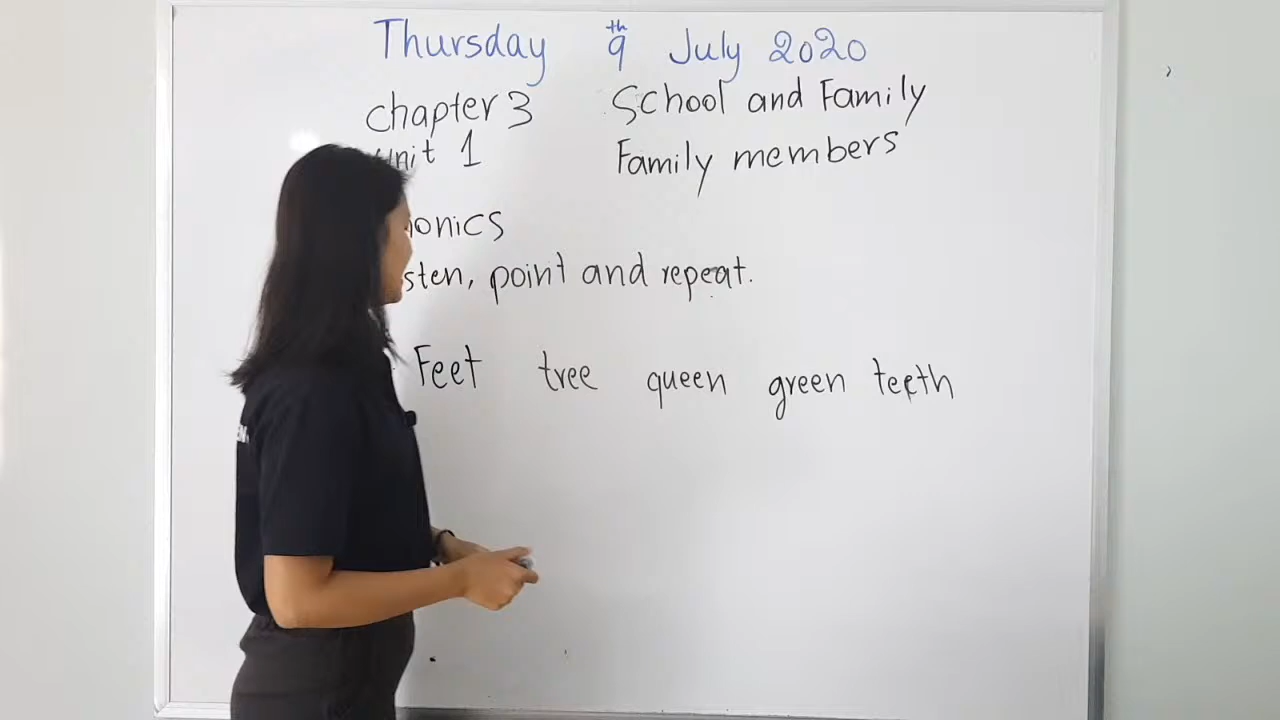 Thursday 9th July 2020
chapter 3 School and Family
Unit 1 Family members
onics
sten, point and repeat.
Feet tree queen green teeth